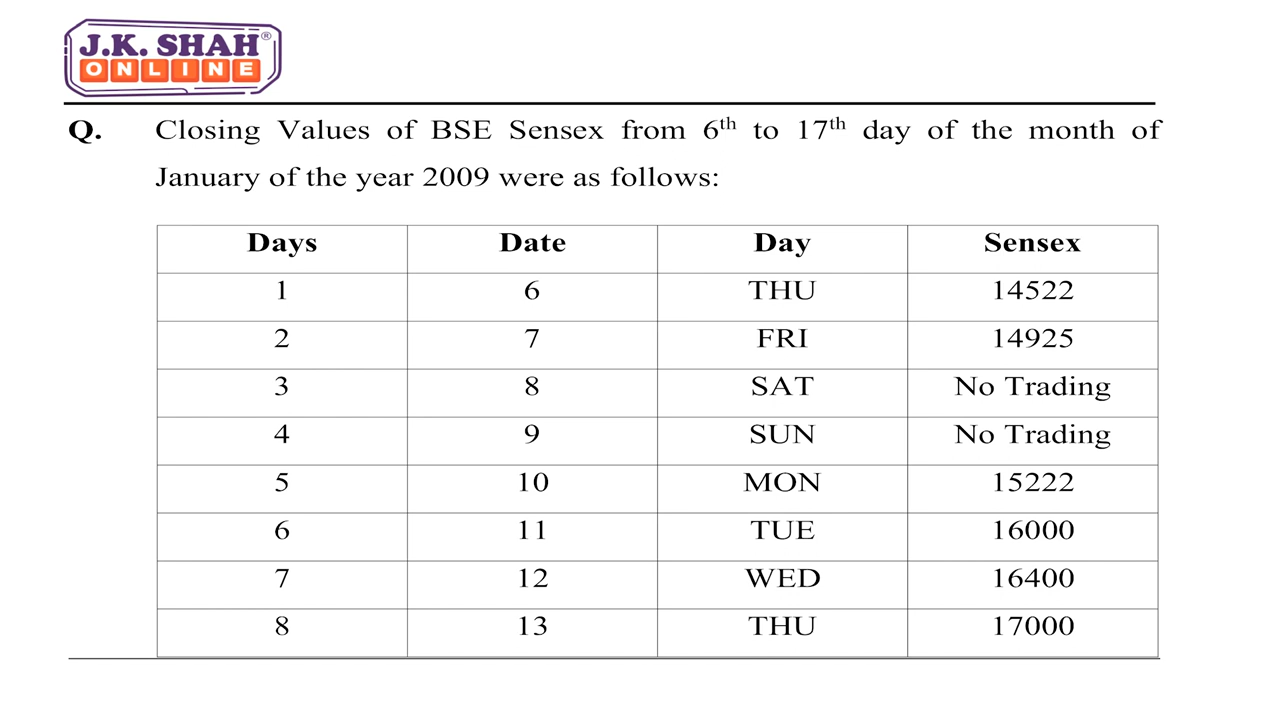 J.K. SHAH®
ONLINE
Q. Closing Values of BSE Sensex from 6th to 17th day of the month of
January of the year 2009 were as follows:
Days Date Day Sensex
1 6 THU 14522
2 7 FRI 14925
3 8 SAT No Trading
4 9 SUN No Trading
5 10 MON 15222
6 11 TUE 16000
7 12 WED 16400
8 13 THU 17000